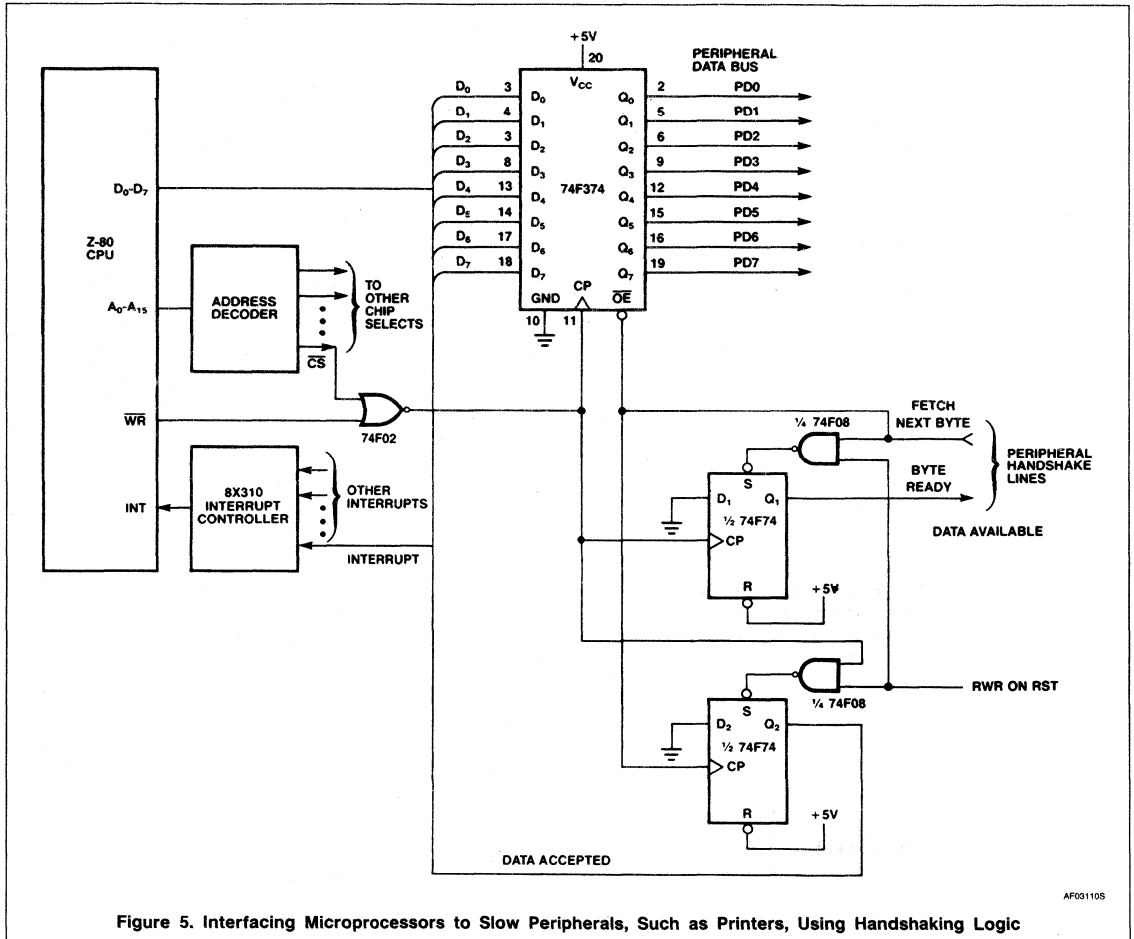 +5V
20
PERIPHERAL
DATA BUS
VCC
D0 3 D0 Q0 2 PD0
D1 4 D1 Q1 5 PD1
D2 3 D2 Q2 6 PD2
D3 8 D3 Q3 9 PD3
74F374
D4 13 D4 Q4 12 PD4
D5 14 D5 Q5 15 PD5
D6 17 D6 Q6 16 PD6
D7 18 D7 Q7 19 PD7
CP
GND
OE
10
11
Z-80
CPU
D0-D7
A0-A15
WR
INT
ADDRESS
DECODER
TO
OTHER
CHIP
SELECTS
CS
74F02
8X310
INTERRUPT
CONTROLLER
OTHER
INTERRUPTS
INTERRUPT
FETCH
NEXT BYTE
1/4 74F08
PERIPHERAL
HANDSHAKE
LINES
BYTE
READY
DATA AVAILABLE
S
D1 Q1
1/2 74F74
CP
R
+5V
RWR ON RST
1/4 74F08
S
D2 Q2
1/2 74F74
CP
R
+5V
DATA ACCEPTED
AF03110S
Figure 5. Interfacing Microprocessors to Slow Peripherals, Such as Printers, Using Handshaking Logic